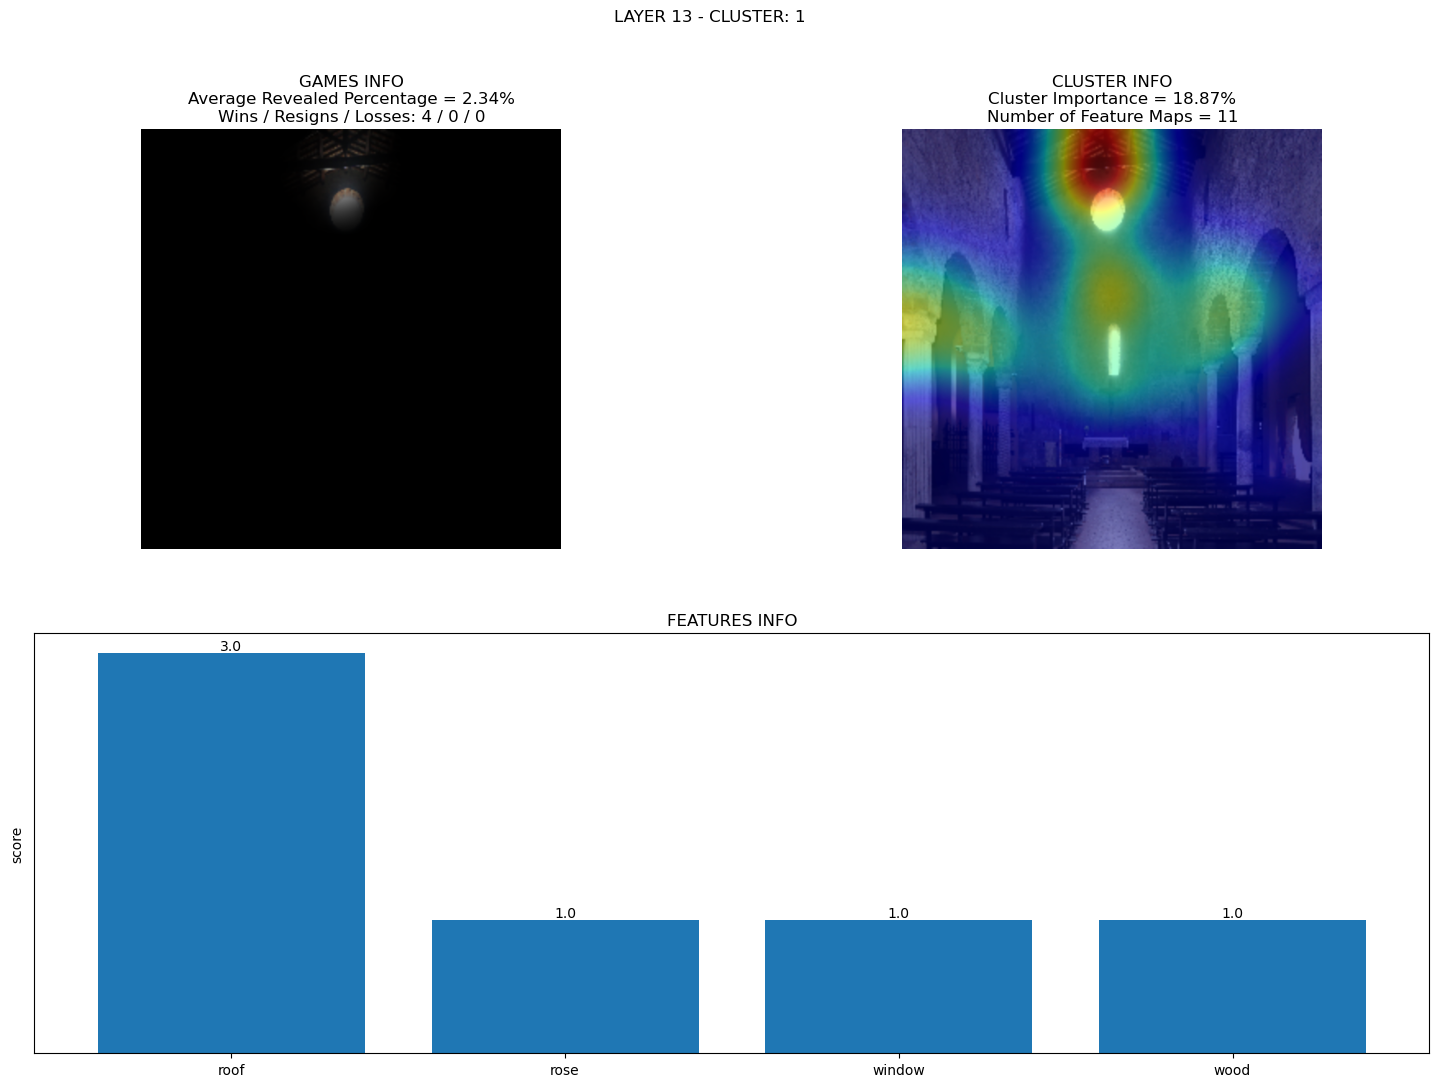 LAYER 13 - CLUSTER: 1
GAMES INFO
Average Revealed Percentage = 2.34%
Wins / Resigns / Losses: 4 / 0 / 0
CLUSTER INFO
Cluster Importance = 18.87%
Number of Feature Maps = 11
FEATURES INFO
score
3.0
1.0
1.0
1.0
roof
rose
window
wood